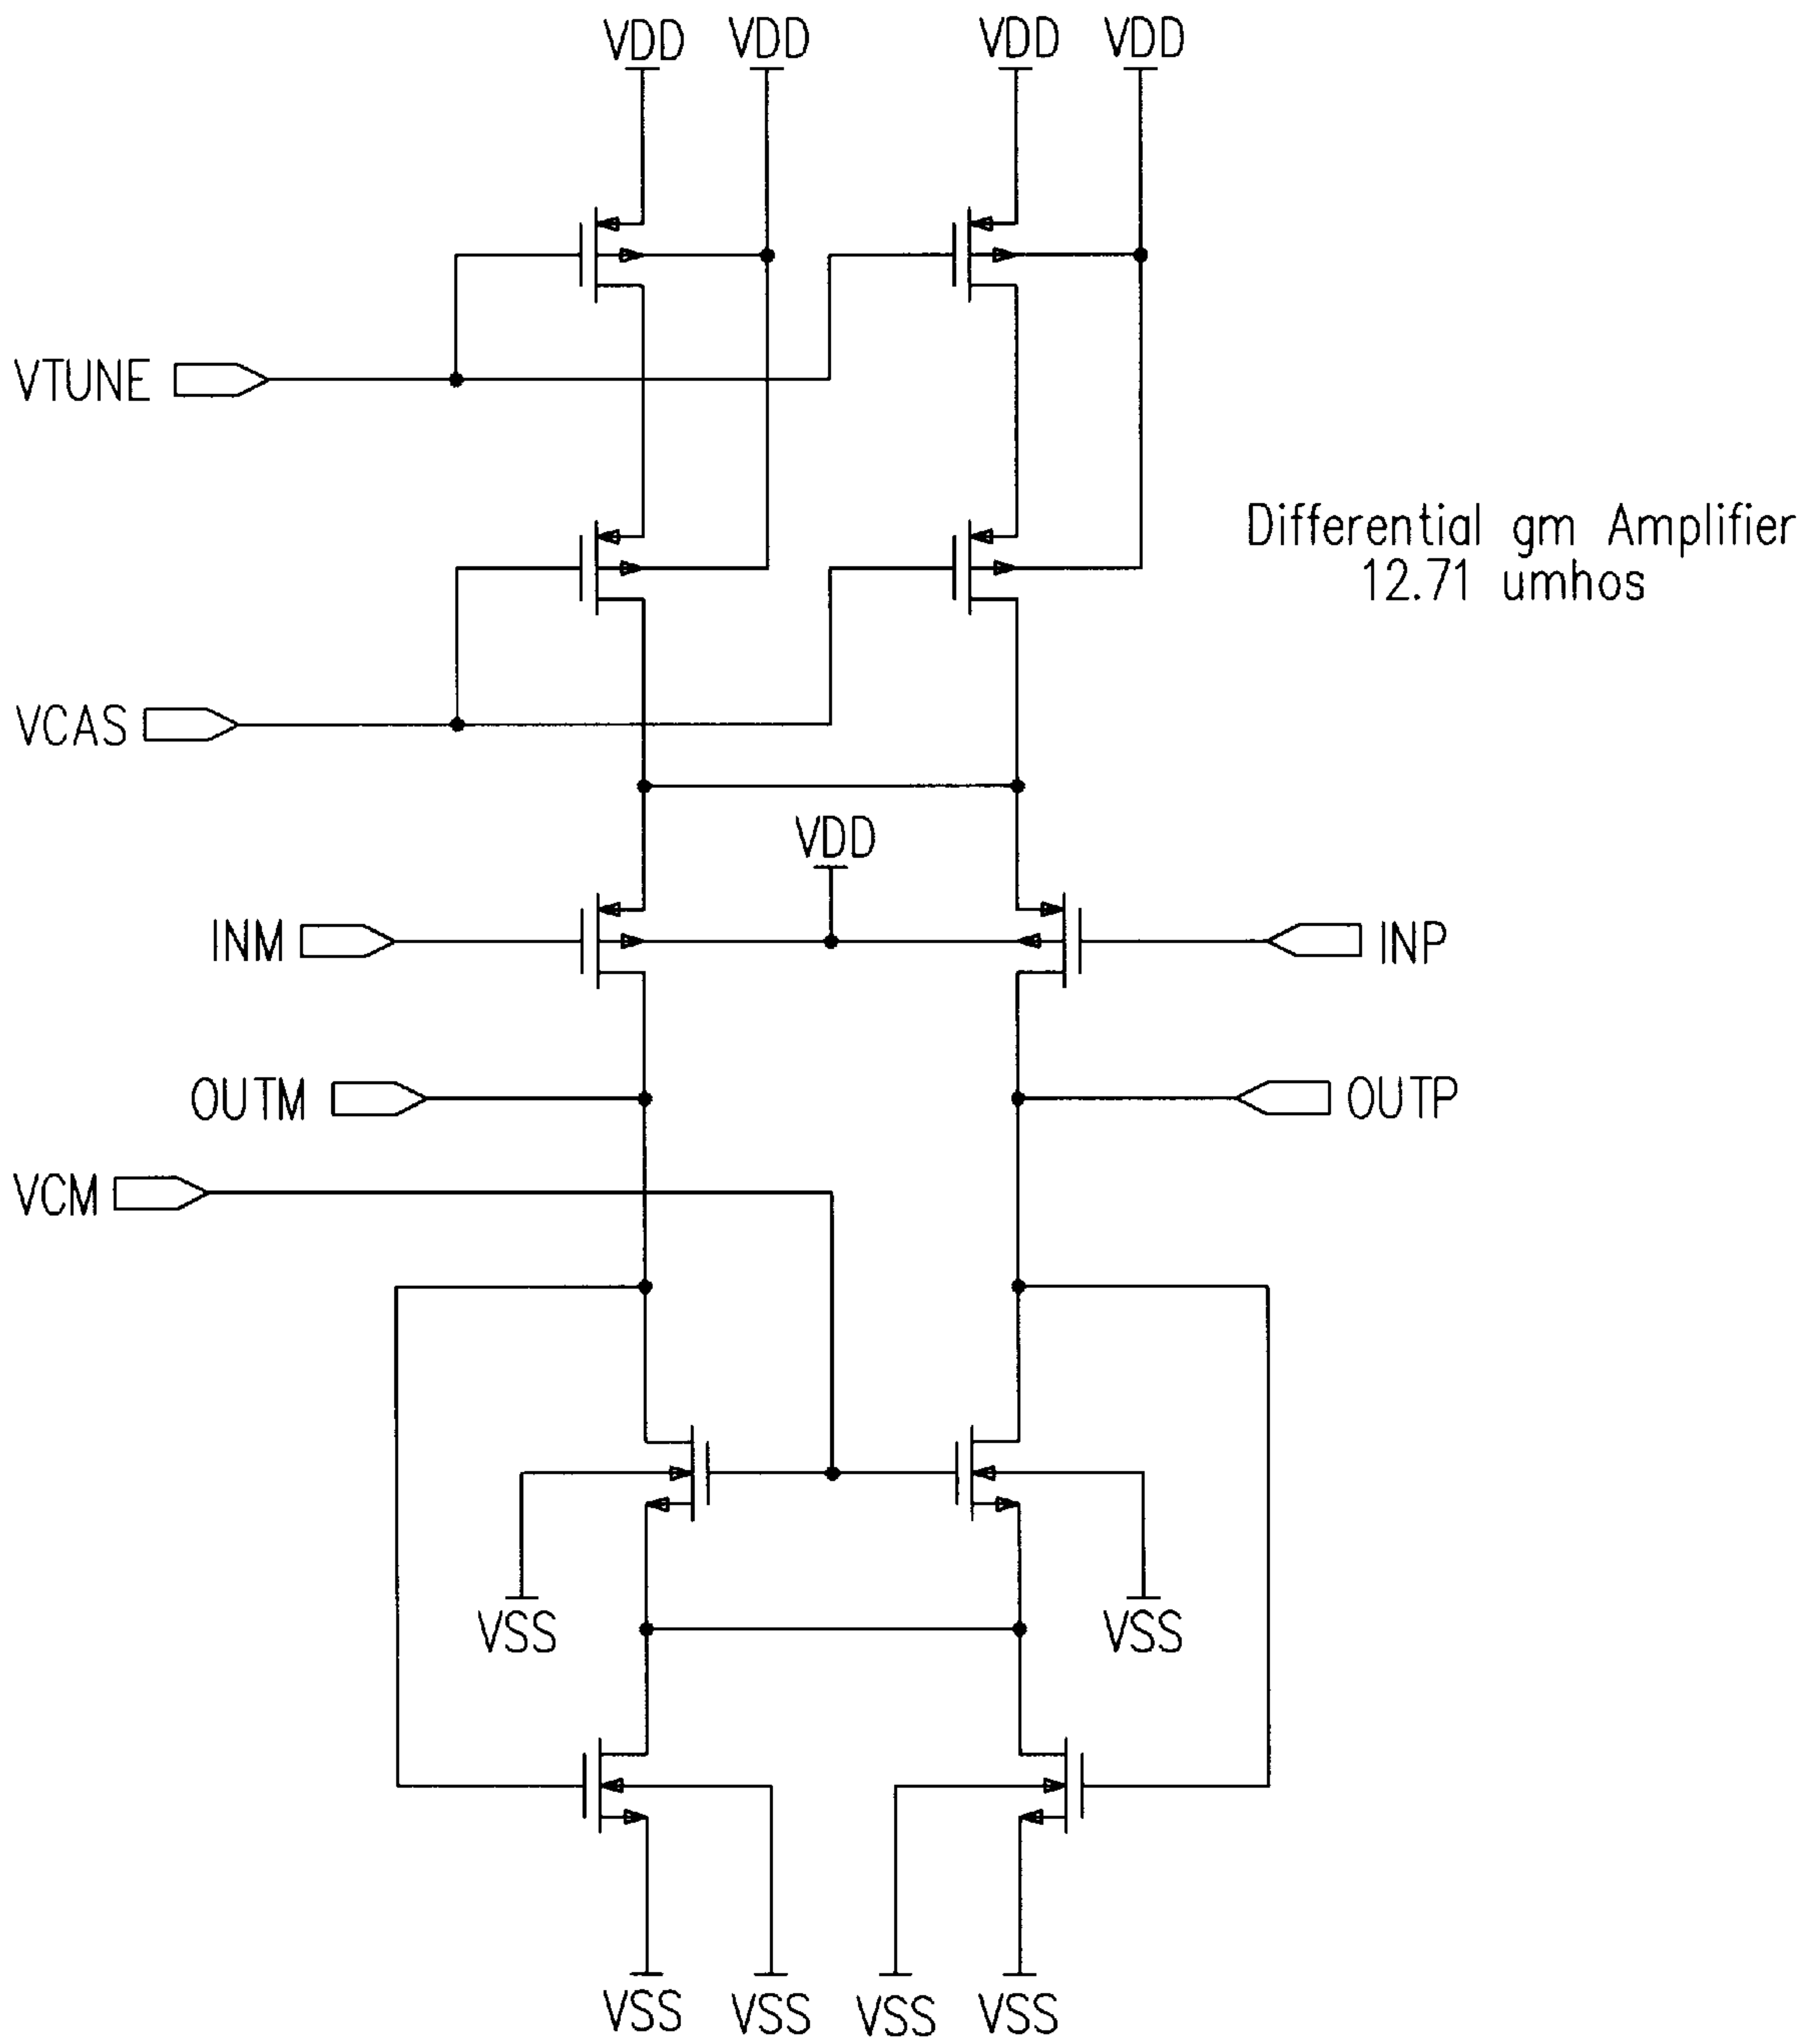 VDD VDD VDD VDD
VTUNE
Differential gm Amplifier
12.71 umhos
VCAS
VDD
INM INP
OUTM OUTP
VCM
VSS VSS
VSS VSS VSS VSS